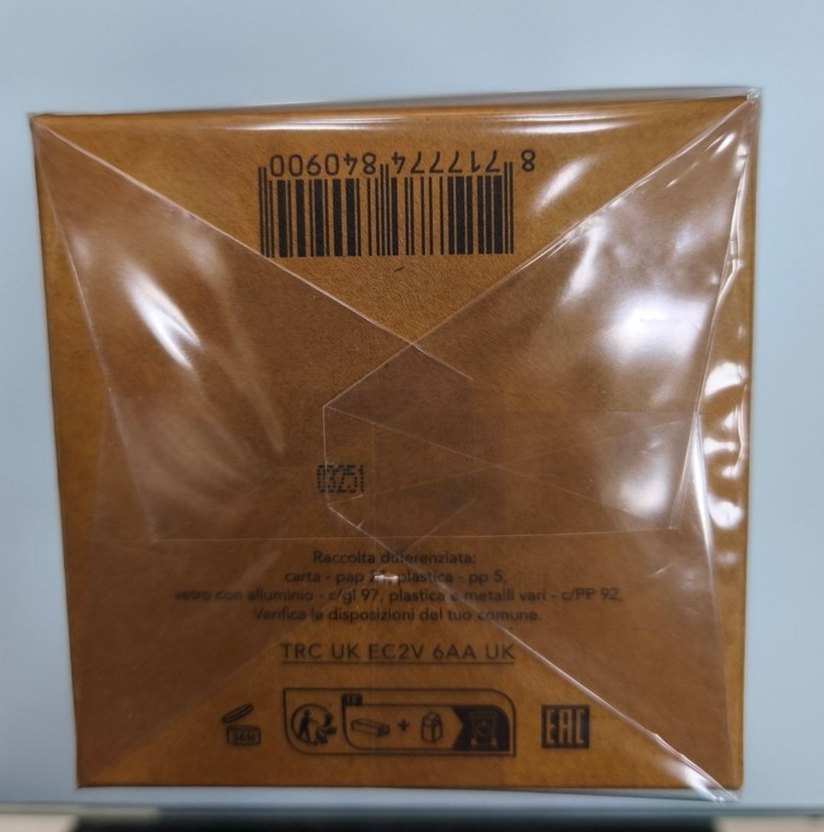 8 717774 840900
03251
Raccolta differenziata:
carta - pap 21, plastica - pp 5,
vetro con alluminio - c/gl 97, plastica e metalli vari - c/PP 92,
Verifica le disposizioni del tuo comune.
TRC UK EC2V 6AA UK
36M
FR
+
EAC